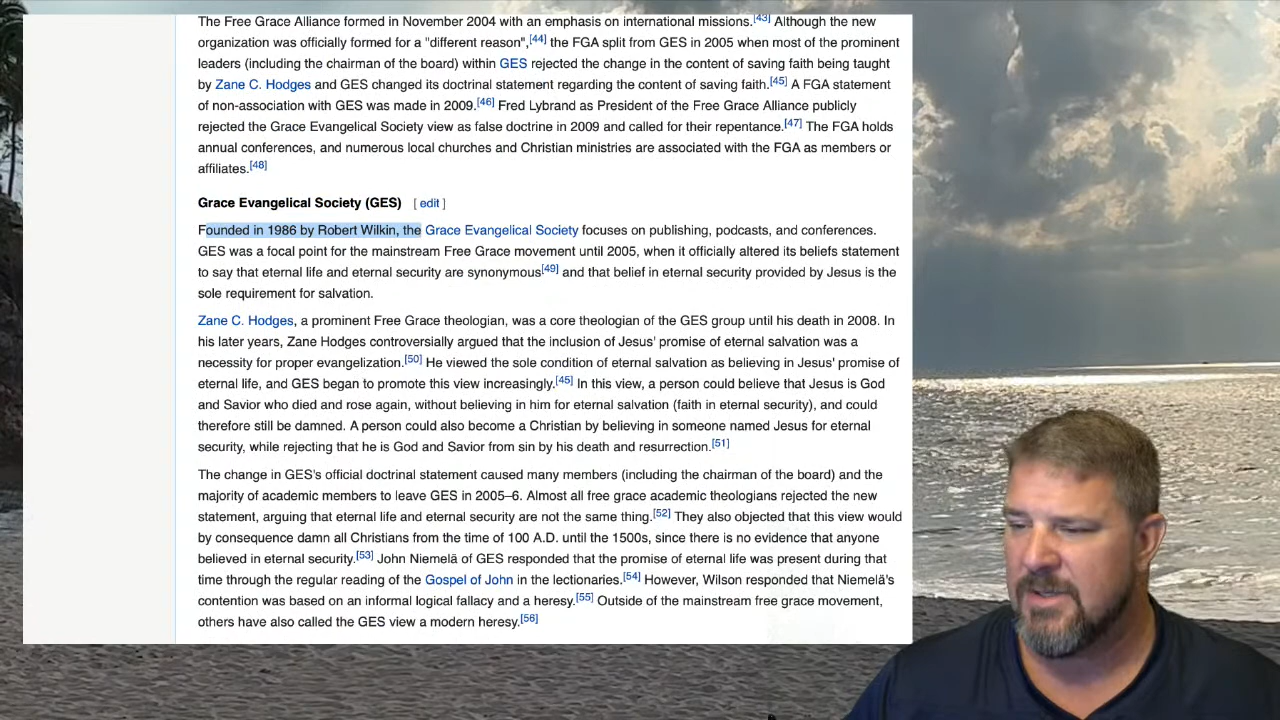 The Free Grace Alliance formed in November 2004 with an emphasis on international missions.[43] Although the new
organization was officially formed for a "different reason",[44] the FGA split from GES in 2005 when most of the prominent
leaders (including the chairman of the board) within GES rejected the change in the content of saving faith being taught
by Zane C. Hodges and GES changed its doctrinal statement regarding the content of saving faith.[45] A FGA statement
of non-association with GES was made in 2009.[46] Fred Lybrand as President of the Free Grace Alliance publicly
rejected the Grace Evangelical Society view as false doctrine in 2009 and called for their repentance.[47] The FGA holds
annual conferences, and numerous local churches and Christian ministries are associated with the FGA as members or
affiliates.[48]
Grace Evangelical Society (GES) [ edit ]
Founded in 1986 by Robert Wilkin, the Grace Evangelical Society focuses on publishing, podcasts, and conferences.
GES was a focal point for the mainstream Free Grace movement until 2005, when it officially altered its beliefs statement
to say that eternal life and eternal security are synonymous[49] and that belief in eternal security provided by Jesus is the
sole requirement for salvation.
Zane C. Hodges, a prominent Free Grace theologian, was a core theologian of the GES group until his death in 2008. In
his later years, Zane Hodges controversially argued that the inclusion of Jesus' promise of eternal salvation was a
necessity for proper evangelization.[50] He viewed the sole condition of eternal salvation as believing in Jesus' promise of
eternal life, and GES began to promote this view increasingly.[45] In this view, a person could believe that Jesus is God
and Savior who died and rose again, without believing in him for eternal salvation (faith in eternal security), and could
therefore still be damned. A person could also become a Christian by believing in someone named Jesus for eternal
security, while rejecting that he is God and Savior from sin by his death and resurrection.[51]
The change in GES's official doctrinal statement caused many members (including the chairman of the board) and the
majority of academic members to leave GES in 2005–6. Almost all free grace academic theologians rejected the new
statement, arguing that eternal life and eternal security are not the same thing.[52] They also objected that this view would
by consequence damn all Christians from the time of 100 A.D. until the 1500s, since there is no evidence that anyone
believed in eternal security.[53] John Niemelä of GES responded that the promise of eternal life was present during that
time through the regular reading of the Gospel of John in the lectionaries.[54] However, Wilson responded that Niemelä's
contention was based on an informal logical fallacy and a heresy.[55] Outside of the mainstream free grace movement,
others have also called the GES view a modern heresy.[56]